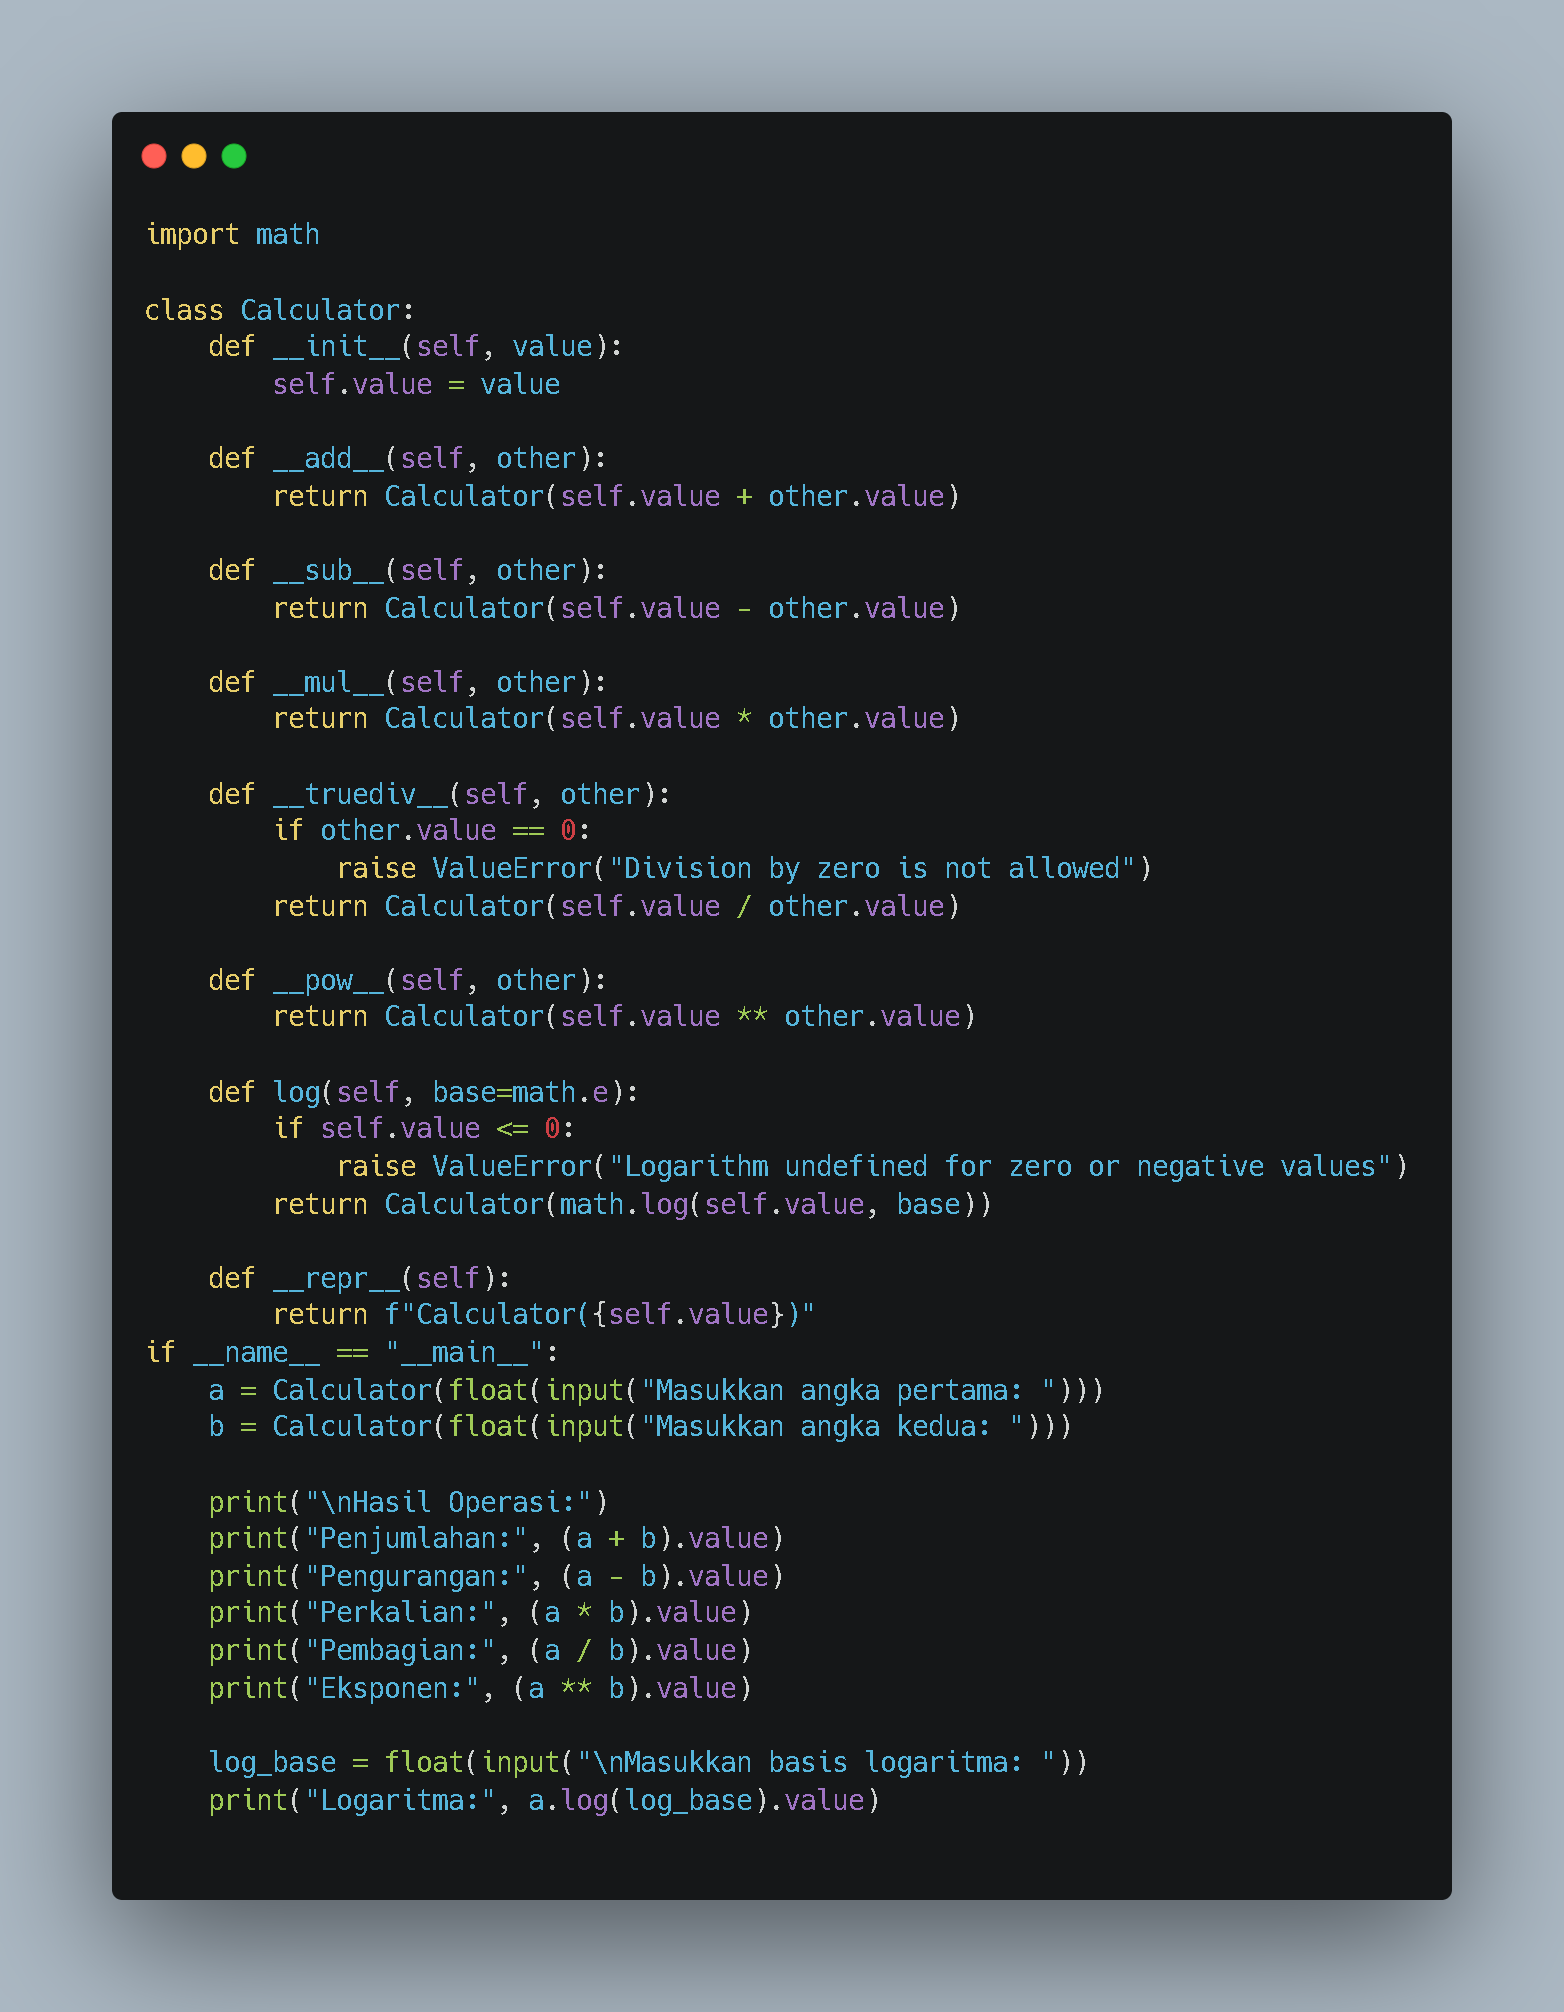 import math

class Calculator:
    def __init__(self, value):
        self.value = value

    def __add__(self, other):
        return Calculator(self.value + other.value)

    def __sub__(self, other):
        return Calculator(self.value - other.value)

    def __mul__(self, other):
        return Calculator(self.value * other.value)

    def __truediv__(self, other):
        if other.value == 0:
            raise ValueError("Division by zero is not allowed")
        return Calculator(self.value / other.value)

    def __pow__(self, other):
        return Calculator(self.value ** other.value)

    def log(self, base=math.e):
        if self.value <= 0:
            raise ValueError("Logarithm undefined for zero or negative values")
        return Calculator(math.log(self.value, base))

    def __repr__(self):
        return f"Calculator({self.value})"
if __name__ == "__main__":
    a = Calculator(float(input("Masukkan angka pertama: ")))
    b = Calculator(float(input("Masukkan angka kedua: ")))

    print("\nHasil Operasi:")
    print("Penjumlahan:", (a + b).value)
    print("Pengurangan:", (a - b).value)
    print("Perkalian:", (a * b).value)
    print("Pembagian:", (a / b).value)
    print("Eksponen:", (a ** b).value)

    log_base = float(input("\nMasukkan basis logaritma: "))
    print("Logaritma:", a.log(log_base).value)